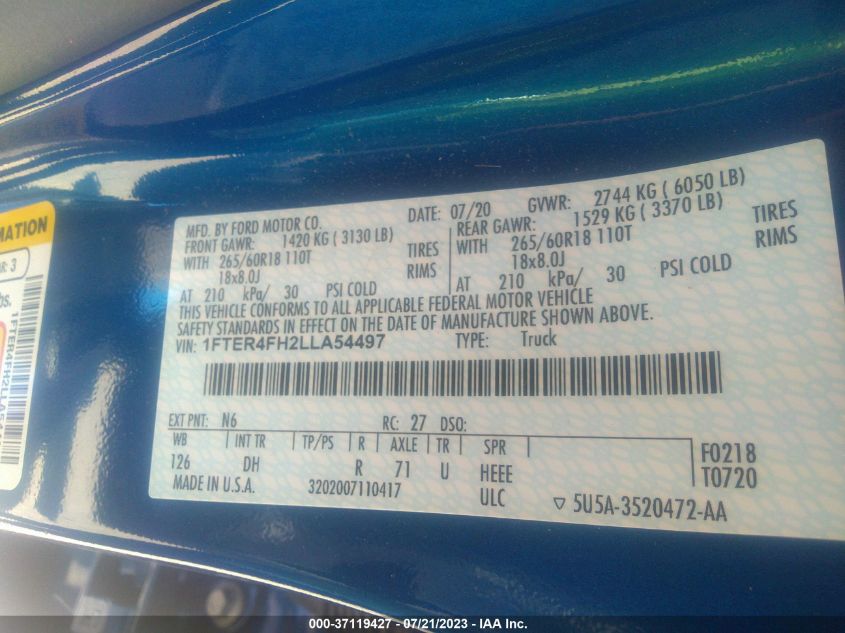 MATION
R: 3
bs.
1FTER4FH2LLA54
MFD. BY FORD MOTOR CO. DATE: 07/20 GVWR: 2744 KG ( 6050 LB)
FRONT GAWR: 1420 KG ( 3130 LB) REAR GAWR: 1529 KG ( 3370 LB)
WITH 265/60R18 110T TIRES WITH 265/60R18 110T TIRES
18x8.0J RIMS 18x8.0J RIMS
AT 210 kPa/ 30 PSI COLD AT 210 kPa/ 30 PSI COLD
THIS VEHICLE CONFORMS TO ALL APPLICABLE FEDERAL MOTOR VEHICLE
SAFETY STANDARDS IN EFFECT ON THE DATE OF MANUFACTURE SHOWN ABOVE.
VIN: 1FTER4FH2LLA54497 TYPE: Truck
EXT PNT: N6 RC: 27 DSO:
WB INT TR TP/PS R AXLE TR SPR F0218
126 DH R 71 U HEEE T0720
MADE IN U.S.A. 3202007110417 ULC ▽ 5U5A-3520472-AA
000-37119427 - 07/21/2023 - © IAA Inc.